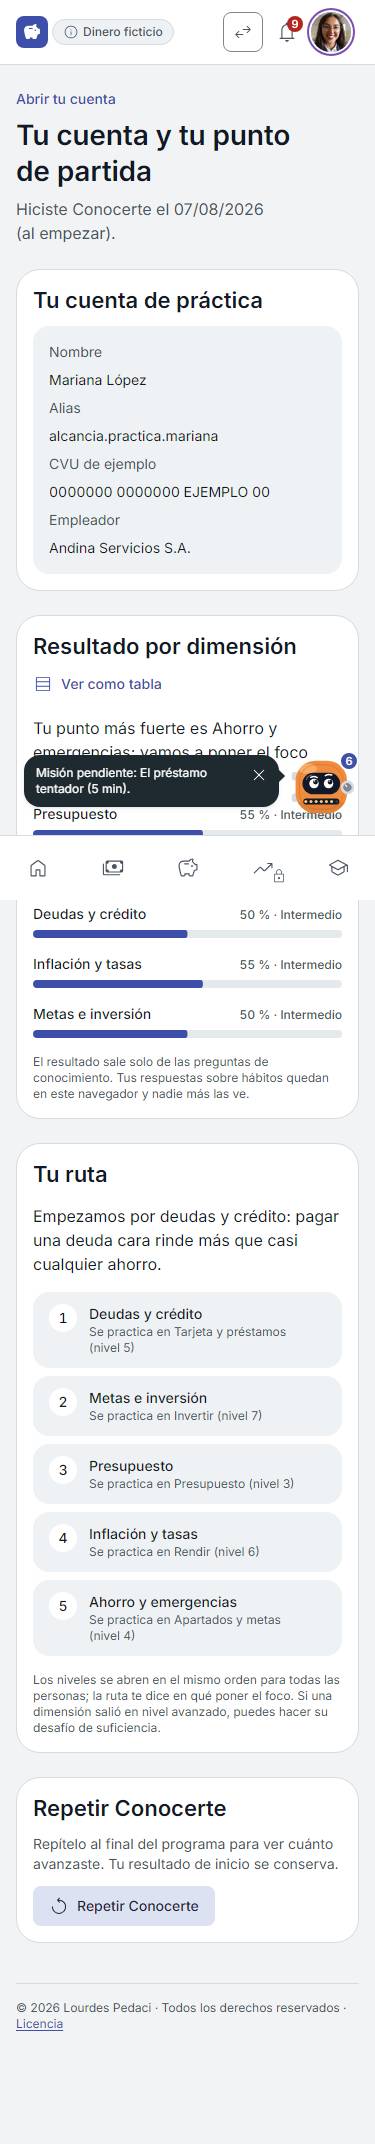 Dinero ficticio
9
Abrir tu cuenta
Tu cuenta y tu punto
de partida
Hiciste Conocerte el 07/08/2026
(al empezar).
Tu cuenta de práctica
Nombre
Mariana López
Alias
alcancia.practica.mariana
CVU de ejemplo
0000000 0000000 EJEMPLO 00
Empleador
Andina Servicios S.A.
Resultado por dimensión
Ver como tabla
Tu punto más fuerte es Ahorro y
emergencias: vamos a poner el foco
6
Misión pendiente: El préstamo
tentador (5 min).
Presupuesto 55 % · Intermedio
Deudas y crédito 50 % · Intermedio
Inflación y tasas 55 % · Intermedio
Metas e inversión 50 % · Intermedio
El resultado sale solo de las preguntas de
conocimiento. Tus respuestas sobre hábitos quedan
en este navegador y nadie más las ve.
Tu ruta
Empezamos por deudas y crédito: pagar
una deuda cara rinde más que casi
cualquier ahorro.
1 Deudas y crédito
Se practica en Tarjeta y préstamos
(nivel 5)
2 Metas e inversión
Se practica en Invertir (nivel 7)
3 Presupuesto
Se practica en Presupuesto (nivel 3)
4 Inflación y tasas
Se practica en Rendir (nivel 6)
5 Ahorro y emergencias
Se practica en Apartados y metas
(nivel 4)
Los niveles se abren en el mismo orden para todas las
personas; la ruta te dice en qué poner el foco. Si una
dimensión salió en nivel avanzado, puedes hacer su
desafío de suficiencia.
Repetir Conocerte
Repítelo al final del programa para ver cuánto
avanzaste. Tu resultado de inicio se conserva.
Repetir Conocerte
© 2026 Lourdes Pedaci · Todos los derechos reservados ·
Licencia